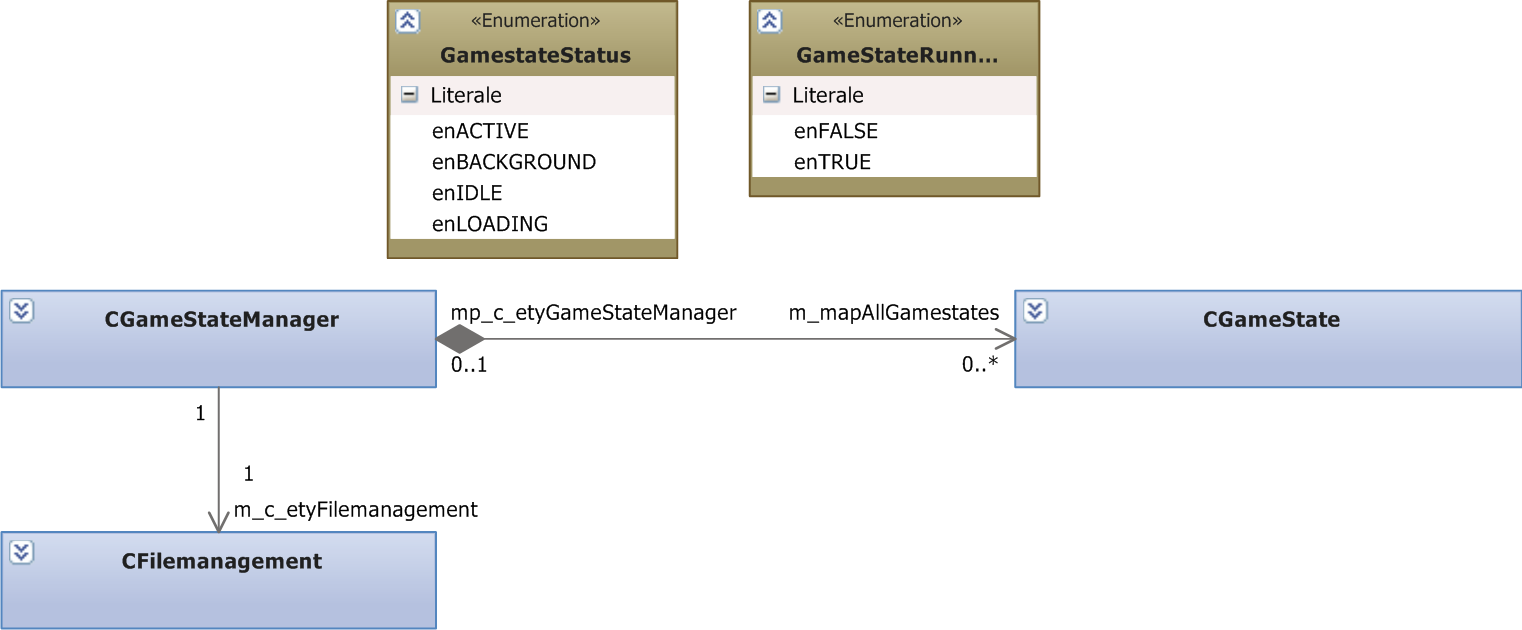 «Enumeration»
GamestateStatus
Literale
enACTIVE
enBACKGROUND
enIDLE
enLOADING
«Enumeration»
GameStateRunn...
Literale
enFALSE
enTRUE
CGameStateManager
mp_c_etyGameStateManager
0..1
m_mapAllGamestates
0..*
CGameState
1
1
m_c_etyFilemanagement
CFilemanagement